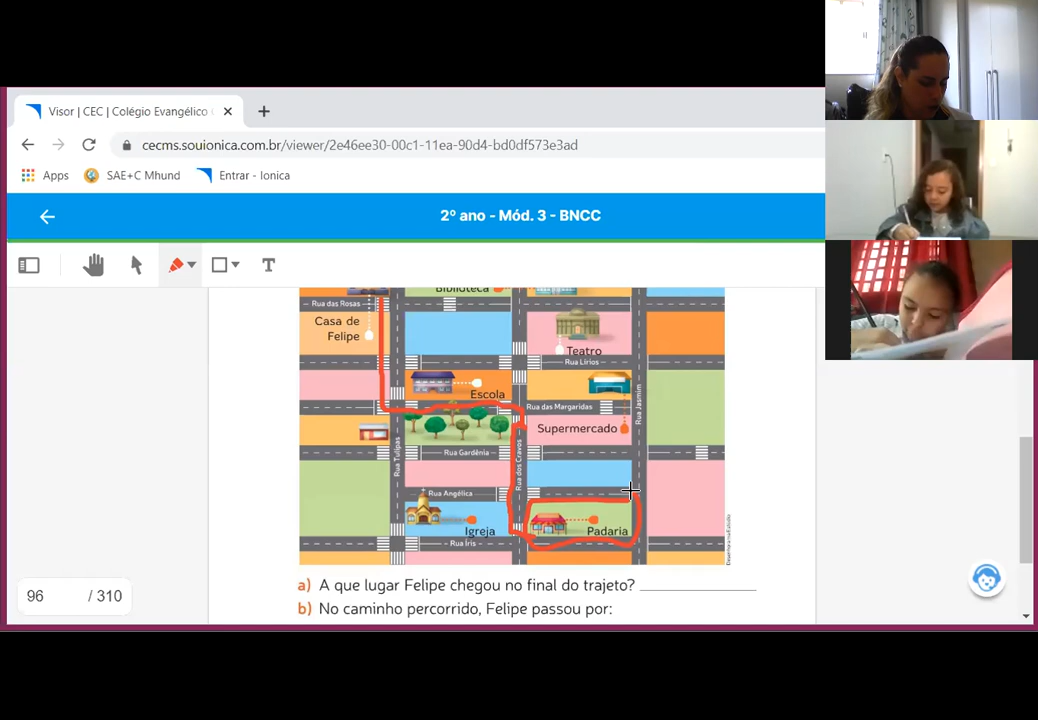 Visor | CEC | Colégio Evangélico
cecms.souionica.com.br/viewer/2e46ee30-00c1-11ea-90d4-bd0df573e3ad
Apps SAE+C Mhund Entrar - Ionica
2º ano - Mód. 3 - BNCC
T
Biblioteca
Rua das Rosas
Casa de
Felipe
Teatro
Rua Lírios
Escola
Rua das Margaridas
Rua Jasmim
Supermercado
Rua Tulipas
Rua Gardênia
Rua dos Cravos
Rua Angélica
Igreja
Padaria
Rua Íris
a) A que lugar Felipe chegou no final do trajeto?
b) No caminho percorrido, Felipe passou por:
96 / 310